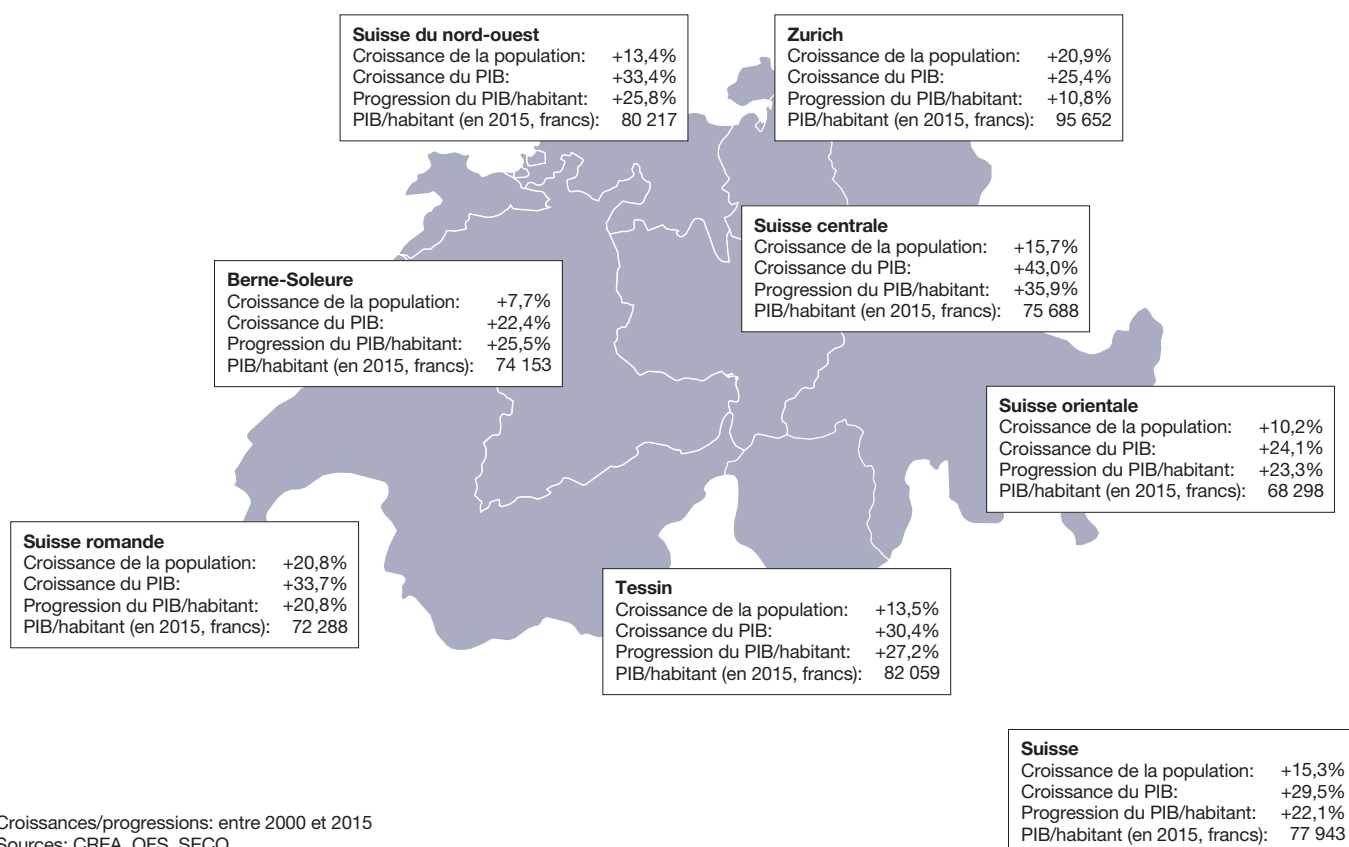 Suisse du nord-ouest
Croissance de la population: +13,4%
Croissance du PIB: +33,4%
Progression du PIB/habitant: +25,8%
PIB/habitant (en 2015, francs): 80 217
Zurich
Croissance de la population: +20,9%
Croissance du PIB: +25,4%
Progression du PIB/habitant: +10,8%
PIB/habitant (en 2015, francs): 95 652
Suisse centrale
Croissance de la population: +15,7%
Croissance du PIB: +43,0%
Progression du PIB/habitant: +35,9%
PIB/habitant (en 2015, francs): 75 688
Berne-Soleure
Croissance de la population: +7,7%
Croissance du PIB: +22,4%
Progression du PIB/habitant: +25,5%
PIB/habitant (en 2015, francs): 74 153
Suisse orientale
Croissance de la population: +10,2%
Croissance du PIB: +24,1%
Progression du PIB/habitant: +23,3%
PIB/habitant (en 2015, francs): 68 298
Suisse romande
Croissance de la population: +20,8%
Croissance du PIB: +33,7%
Progression du PIB/habitant: +20,8%
PIB/habitant (en 2015, francs): 72 288
Tessin
Croissance de la population: +13,5%
Croissance du PIB: +30,4%
Progression du PIB/habitant: +27,2%
PIB/habitant (en 2015, francs): 82 059
Suisse
Croissance de la population: +15,3%
Croissance du PIB: +29,5%
Progression du PIB/habitant: +22,1%
PIB/habitant (en 2015, francs): 77 943
Croissances/progressions: entre 2000 et 2015
Sources: CREA, OFS, SECO